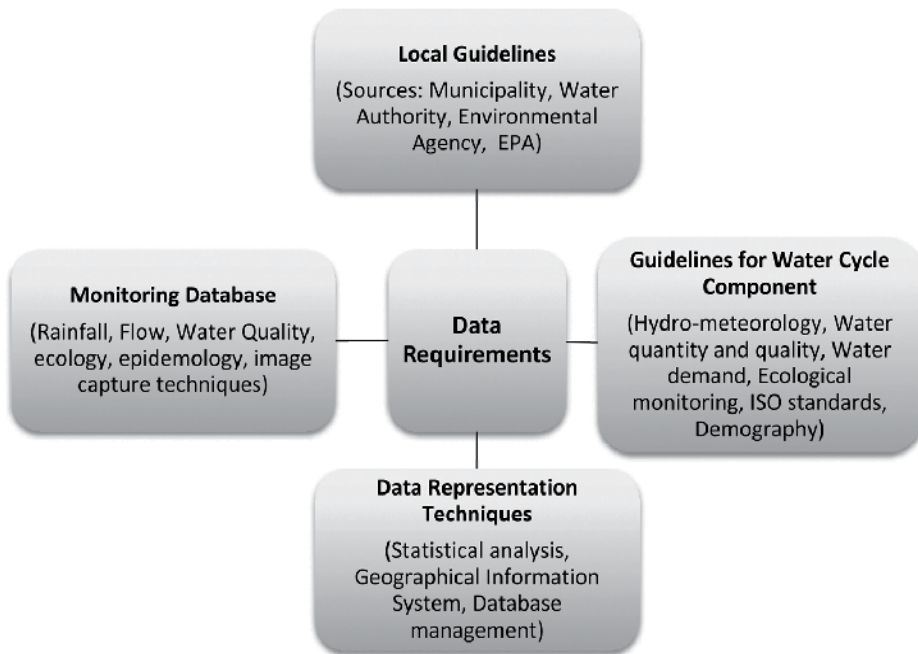 Local Guidelines
(Sources: Municipality, Water
Authority, Environmental
Agency,  EPA)
Monitoring Database
(Rainfall, Flow, Water Quality,
ecology, epidemology, image
capture techniques)
Data
Requirements
Guidelines for Water Cycle
Component
(Hydro-meteorology, Water
quantity and quality, Water
demand, Ecological
monitoring, ISO standards,
Demography)
Data Representation
Techniques
(Statistical analysis,
Geographical Information
System, Database
management)